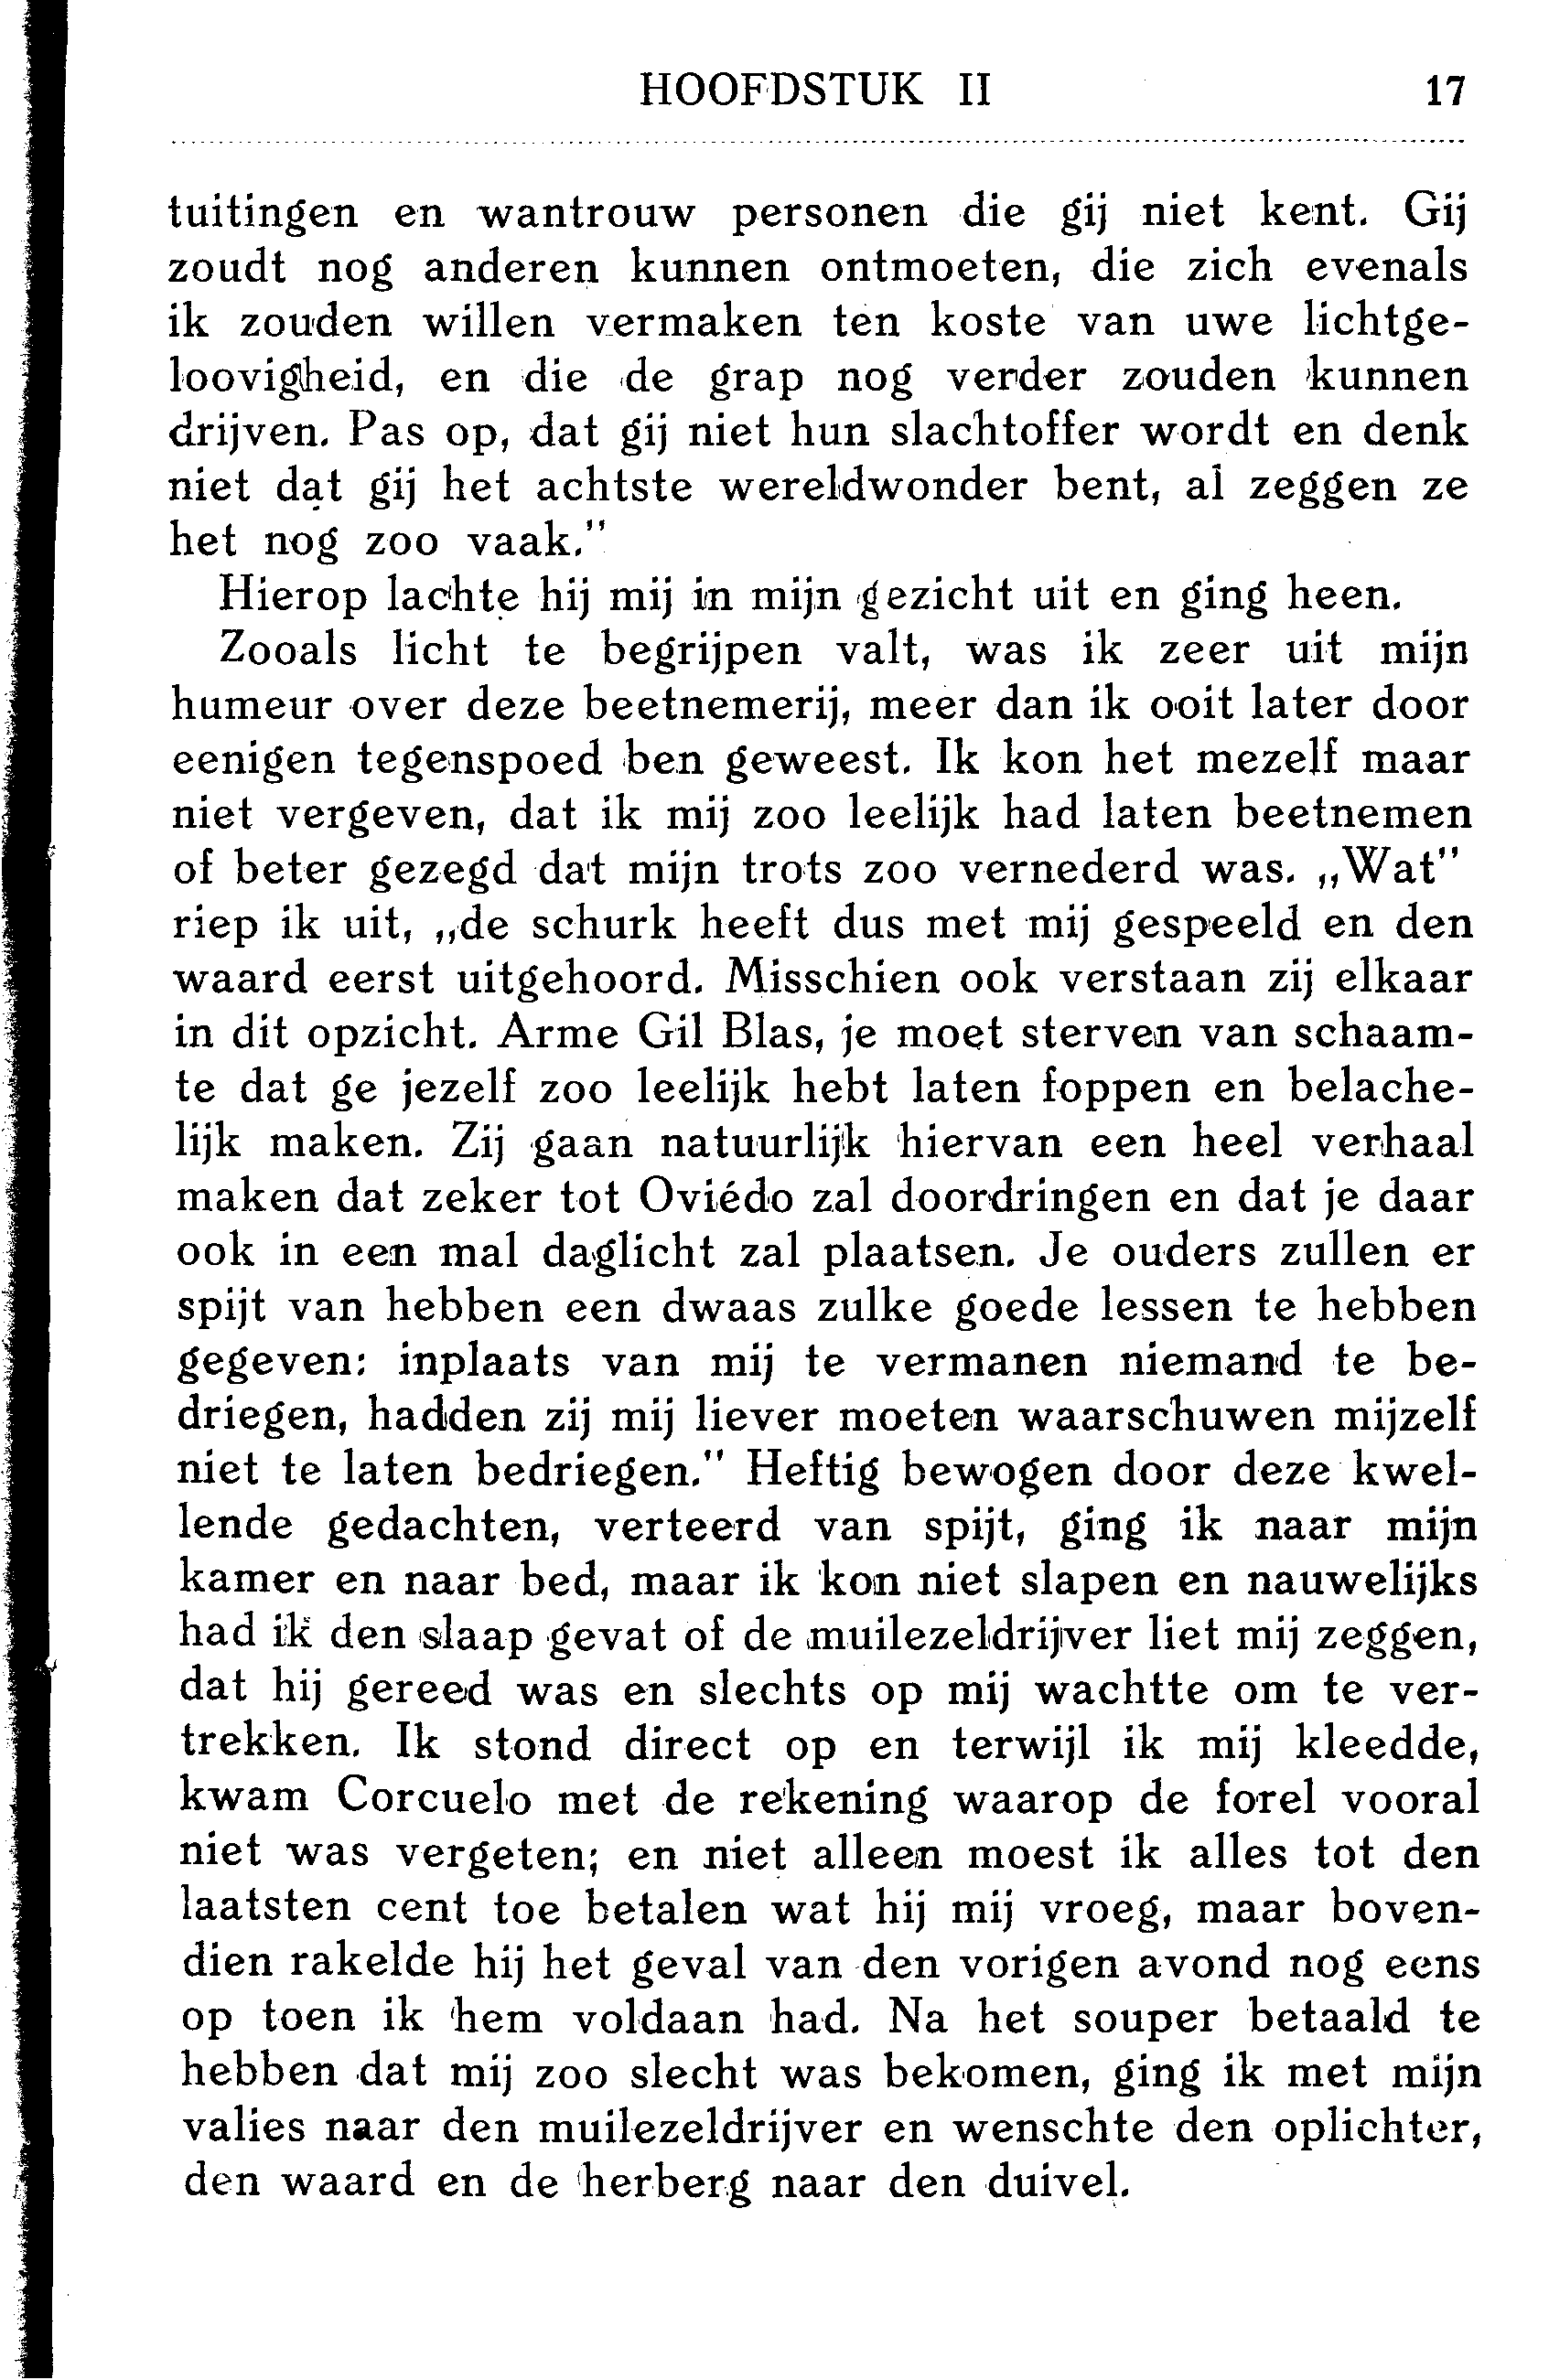 HOOFDSTUK II 17
tuitingen en wantrouw personen die gij niet kent. Gij
zoudt nog anderen kunnen ontmoeten, die zich evenals
ik zouden willen vermaken ten koste van uwe lichtge-
loovigheid, en die de grap nog verder zouden kunnen
drijven. Pas op, dat gij niet hun slachtoffer wordt en denk
niet dat gij het achtste wereldwonder bent, al zeggen ze
het nog zoo vaak."
Hierop lachte hij mij in mijn gezicht uit en ging heen.
Zooals licht te begrijpen valt, was ik zeer uit mijn
humeur over deze beetnemerij, meer dan ik ooit later door
eenigen tegenspoed ben geweest. Ik kon het mezelf maar
niet vergeven, dat ik mij zoo leelijk had laten beetnemen
of beter gezegd dat mijn trots zoo vernederd was. „Wat"
riep ik uit, „de schurk heeft dus met mij gespeeld en den
waard eerst uitgehoord. Misschien ook verstaan zij elkaar
in dit opzicht. Arme Gil Blas, je moet sterven van schaam-
te dat ge jezelf zoo leelijk hebt laten foppen en belache-
lijk maken. Zij gaan natuurlijk hiervan een heel verhaal
maken dat zeker tot Oviédo zal doordringen en dat je daar
ook in een mal daglicht zal plaatsen. Je ouders zullen er
spijt van hebben een dwaas zulke goede lessen te hebben
gegeven: inplaats van mij te vermanen niemand te be-
driegen, hadden zij mij liever moeten waarschuwen mijzelf
niet te laten bedriegen." Heftig bewogen door deze kwel-
lende gedachten, verteerd van spijt, ging ik naar mijn
kamer en naar bed, maar ik kon niet slapen en nauwelijks
had ik den slaap gevat of de muilezeldrijver liet mij zeggen,
dat hij gereed was en slechts op mij wachtte om te ver-
trekken. Ik stond direct op en terwijl ik mij kleedde,
kwam Corcuelo met de rekening waarop de forel vooral
niet was vergeten; en niet alleen moest ik alles tot den
laatsten cent toe betalen wat hij mij vroeg, maar boven-
dien rakelde hij het geval van den vorigen avond nog eens
op toen ik hem voldaan had. Na het souper betaald te
hebben dat mij zoo slecht was bekomen, ging ik met mijn
valies naar den muilezeldrijver en wenschte den oplichter,
den waard en de herberg naar den duivel.